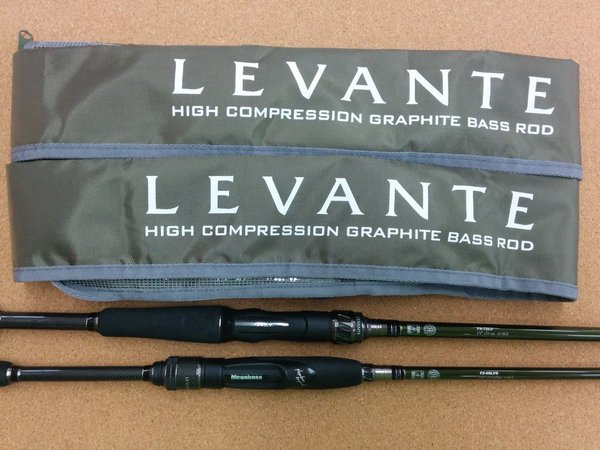 LEVANTE
HIGH COMPRESSION GRAPHITE BASS ROD
LEVANTE
HIGH COMPRESSION GRAPHITE BASS ROD
Megabass